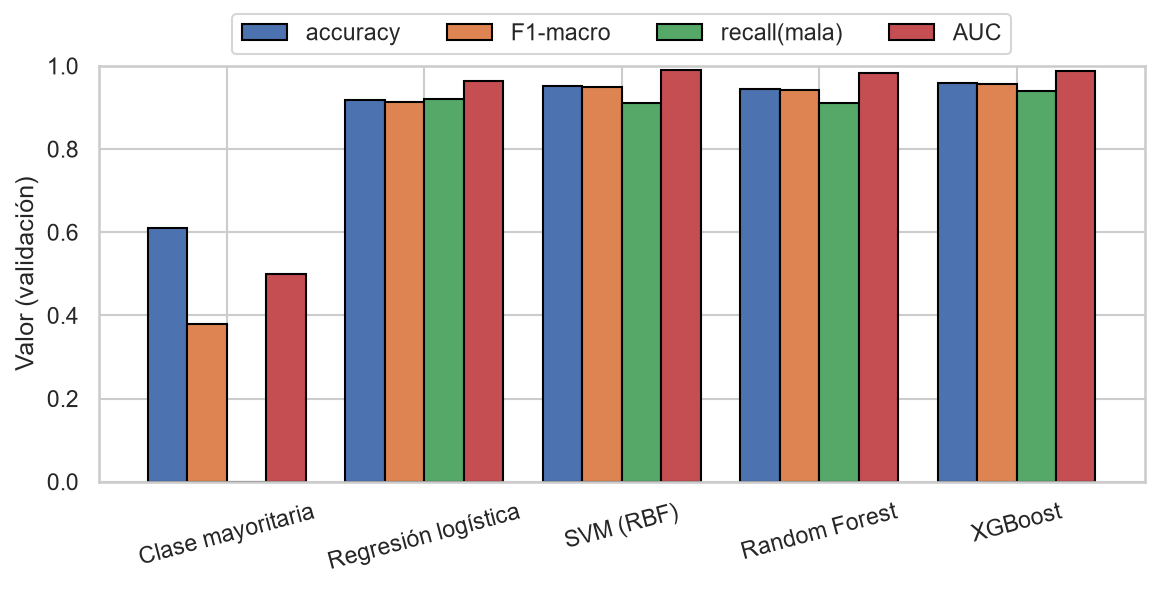 accuracy F1-macro recall(mala) AUC
1.0
0.8
0.6
0.4
0.2
0.0
Valor (validación)
Clase mayoritaria
Regresión logística
SVM (RBF)
Random Forest
XGBoost